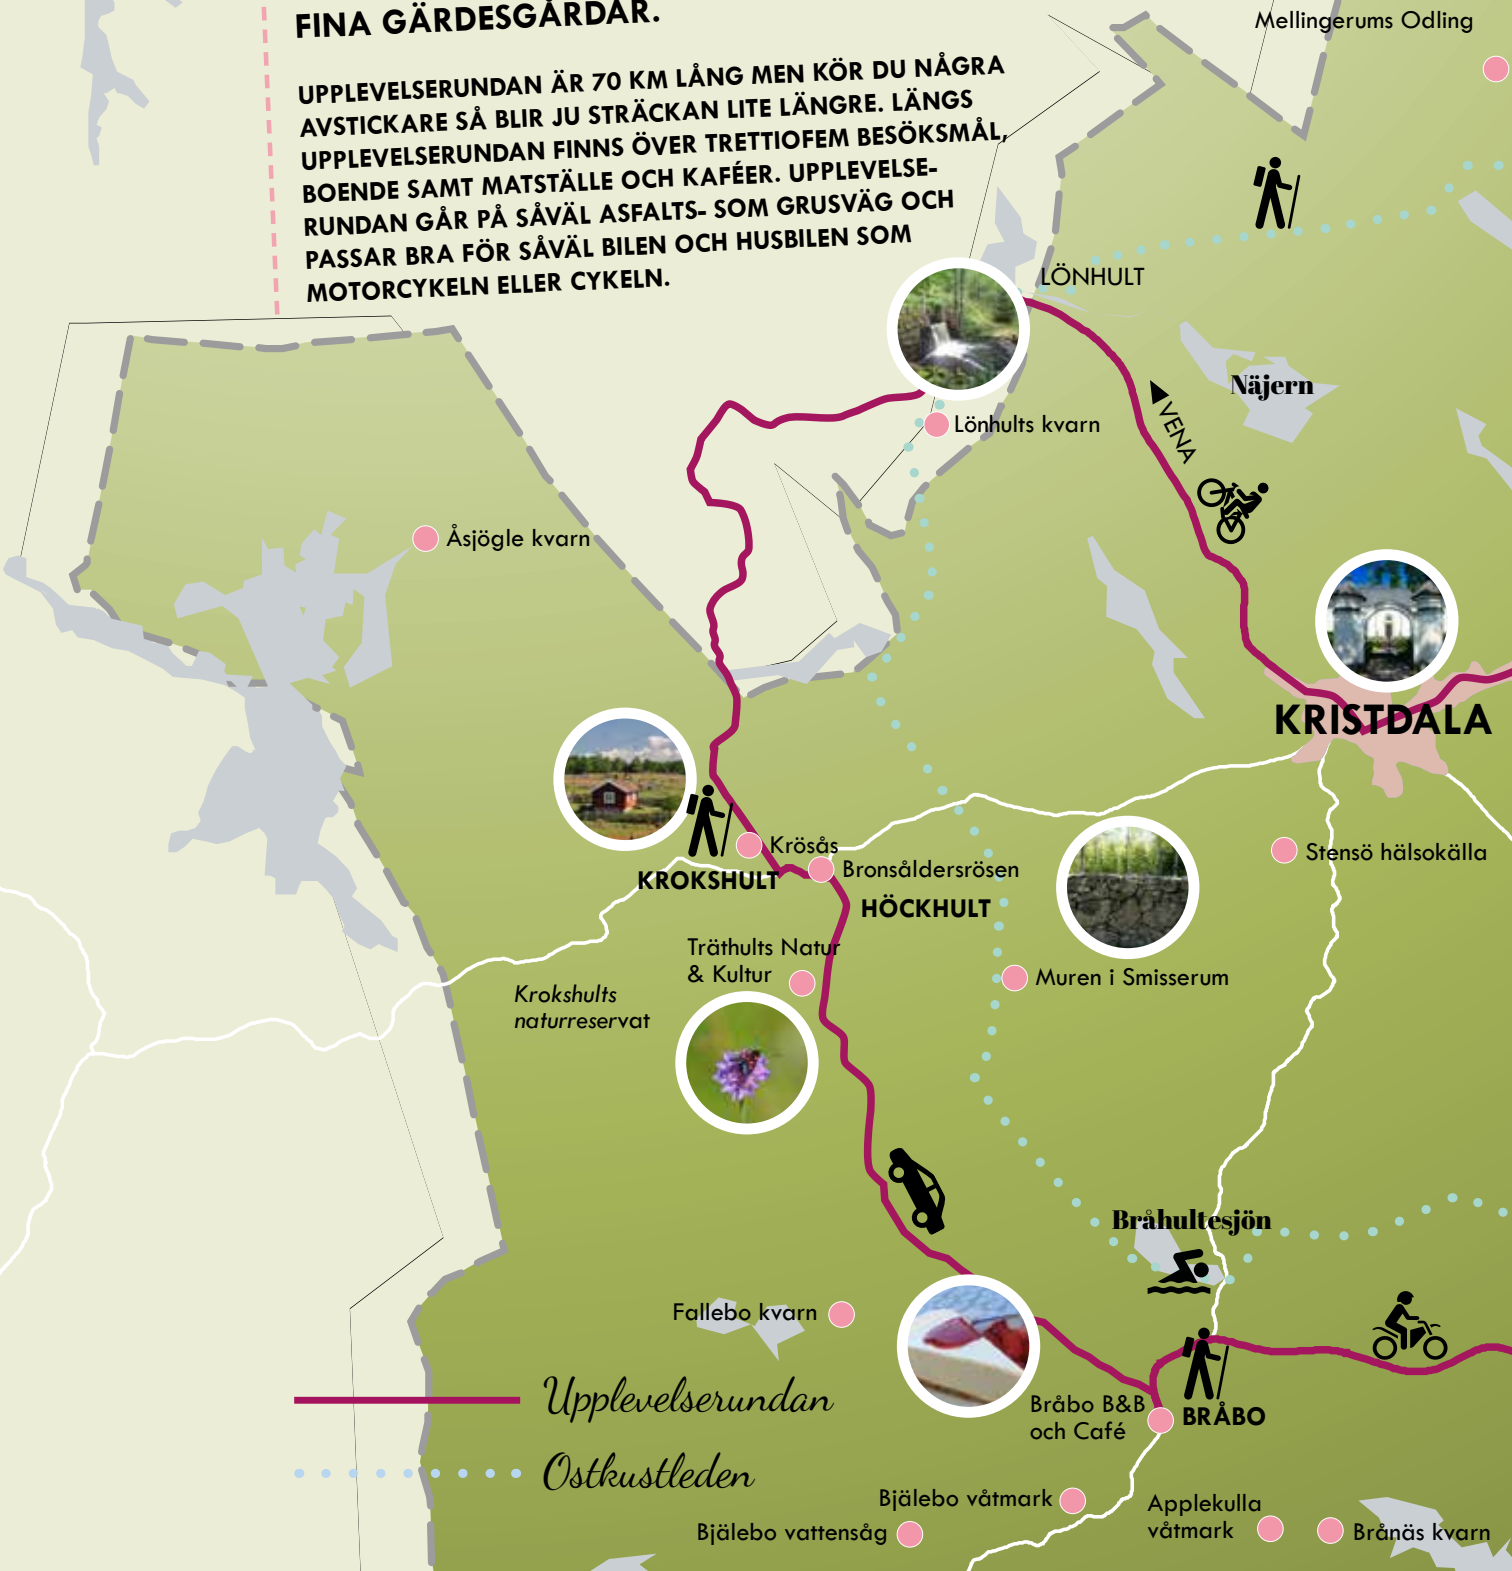 FINA GÄRDESGÅRDAR.
UPPLEVELSERUNDAN ÄR 70 KM LÅNG MEN KÖR DU NÅGRA
AVSTICKARE SÅ BLIR JU STRÄCKAN LITE LÄNGRE. LÄNGS
UPPLEVELSERUNDAN FINNS ÖVER TRETTIOFEM BESÖKSMÅL,
BOENDE SAMT MATSTÄLLE OCH KAFÉER. UPPLEVELSE-
RUNDAN GÅR PÅ SÅVÄL ASFALTS- SOM GRUSVÄG OCH
PASSAR BRA FÖR SÅVÄL BILEN OCH HUSBILEN SOM
MOTORCYKELN ELLER CYKELN.
Mellingerums Odling
LÖNHULT
Näjern
VENA
Lönhults kvarn
Åsjögle kvarn
KRISTDALA
Krösås
Stensö hälsokälla
Bronsåldersrösen
KROKSHULT
HÖCKHULT
Träthults Natur
& Kultur
Muren i Smisserum
Krokshults
naturreservat
Bråhultesjön
Fallebo kvarn
Upplevelserundan
Bråbo B&B
och Café
BRÅBO
Ostkustleden
Bjälebo våtmark
Applekulla
våtmark
Bjälebo vattensåg
Brånäs kvarn